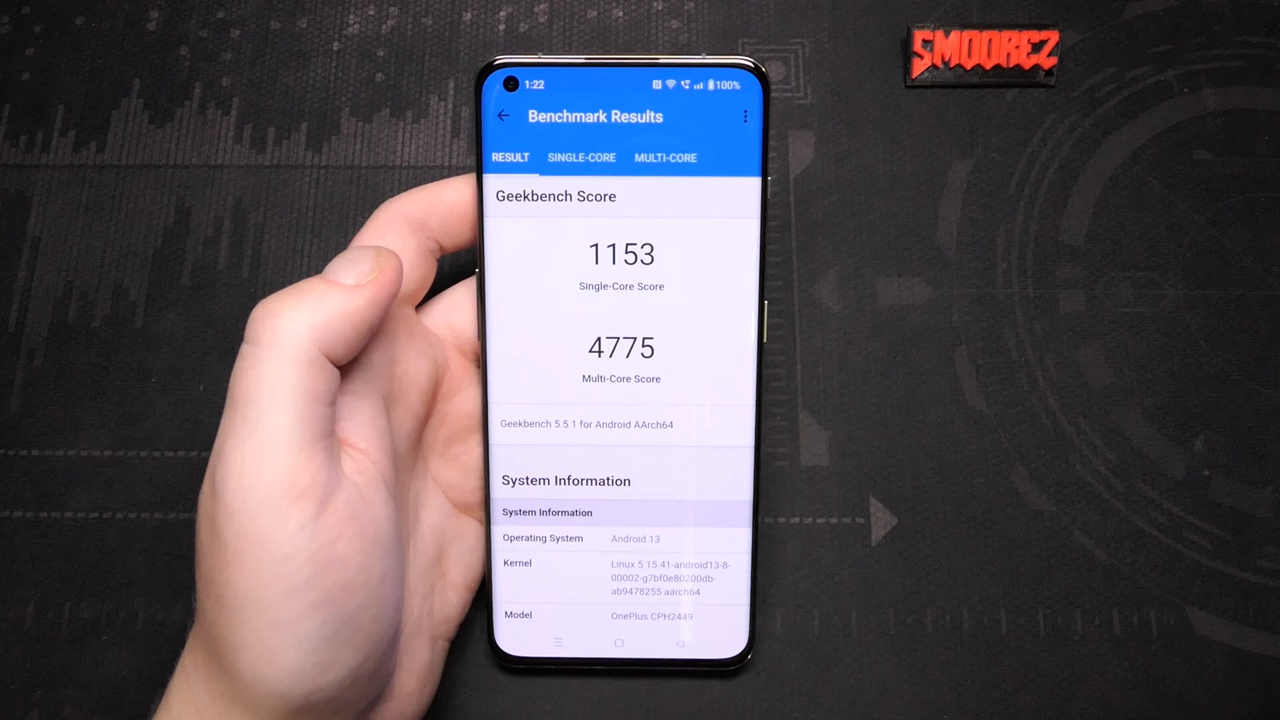 SMOOREZ
1:22
100%
Benchmark Results
RESULT SINGLE-CORE MULTI-CORE
Geekbench Score
1153
Single-Core Score
4775
Multi-Core Score
Geekbench 5.5.1 for Android AArch64
System Information
System Information
Operating System Android 13
Kernel Linux 5.15.41-android13-8-
00002-g7bf0e80200db-
ab9478255 aarch64
Model OnePlus CPH2449